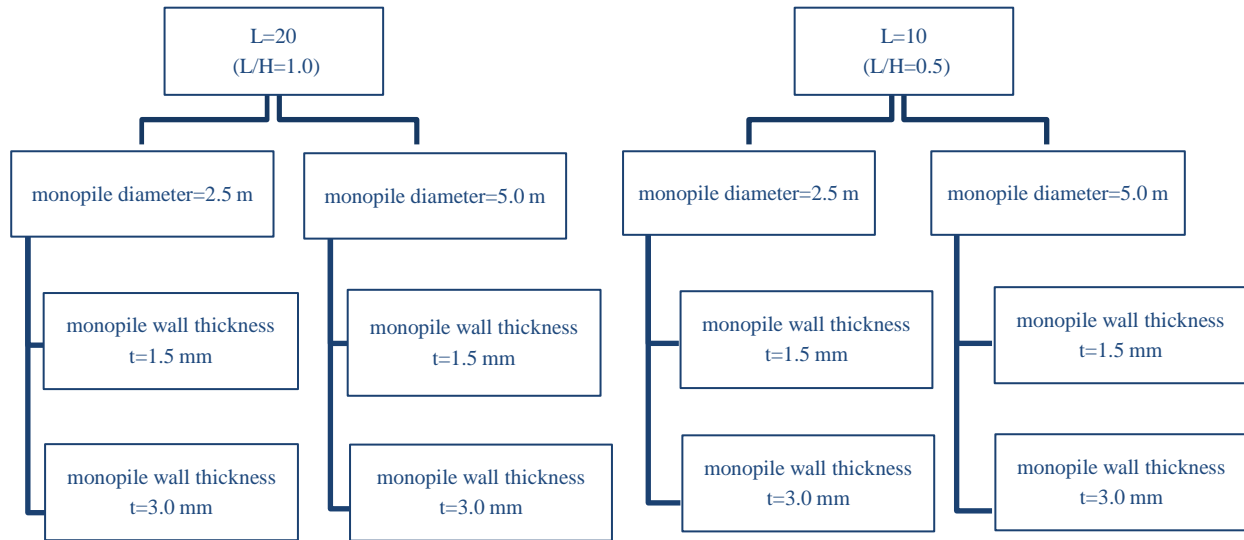 L=20
(L/H=1.0)
monopile diameter=2.5 m
monopile wall thickness
t=1.5 mm
monopile wall thickness
t=3.0 mm
monopile diameter=5.0 m
monopile wall thickness
t=1.5 mm
monopile wall thickness
t=3.0 mm
L=10
(L/H=0.5)
monopile diameter=2.5 m
monopile wall thickness
t=1.5 mm
monopile wall thickness
t=3.0 mm
monopile diameter=5.0 m
monopile wall thickness
t=1.5 mm
monopile wall thickness
t=3.0 mm